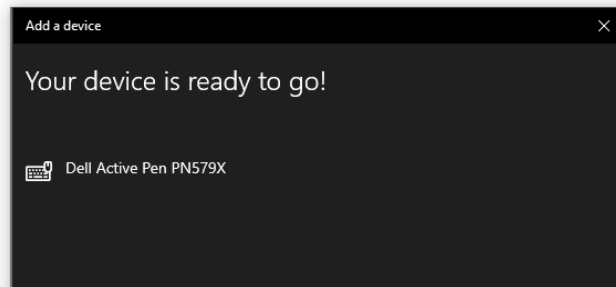 Add a device
Your device is ready to go!
Dell Active Pen PN579X